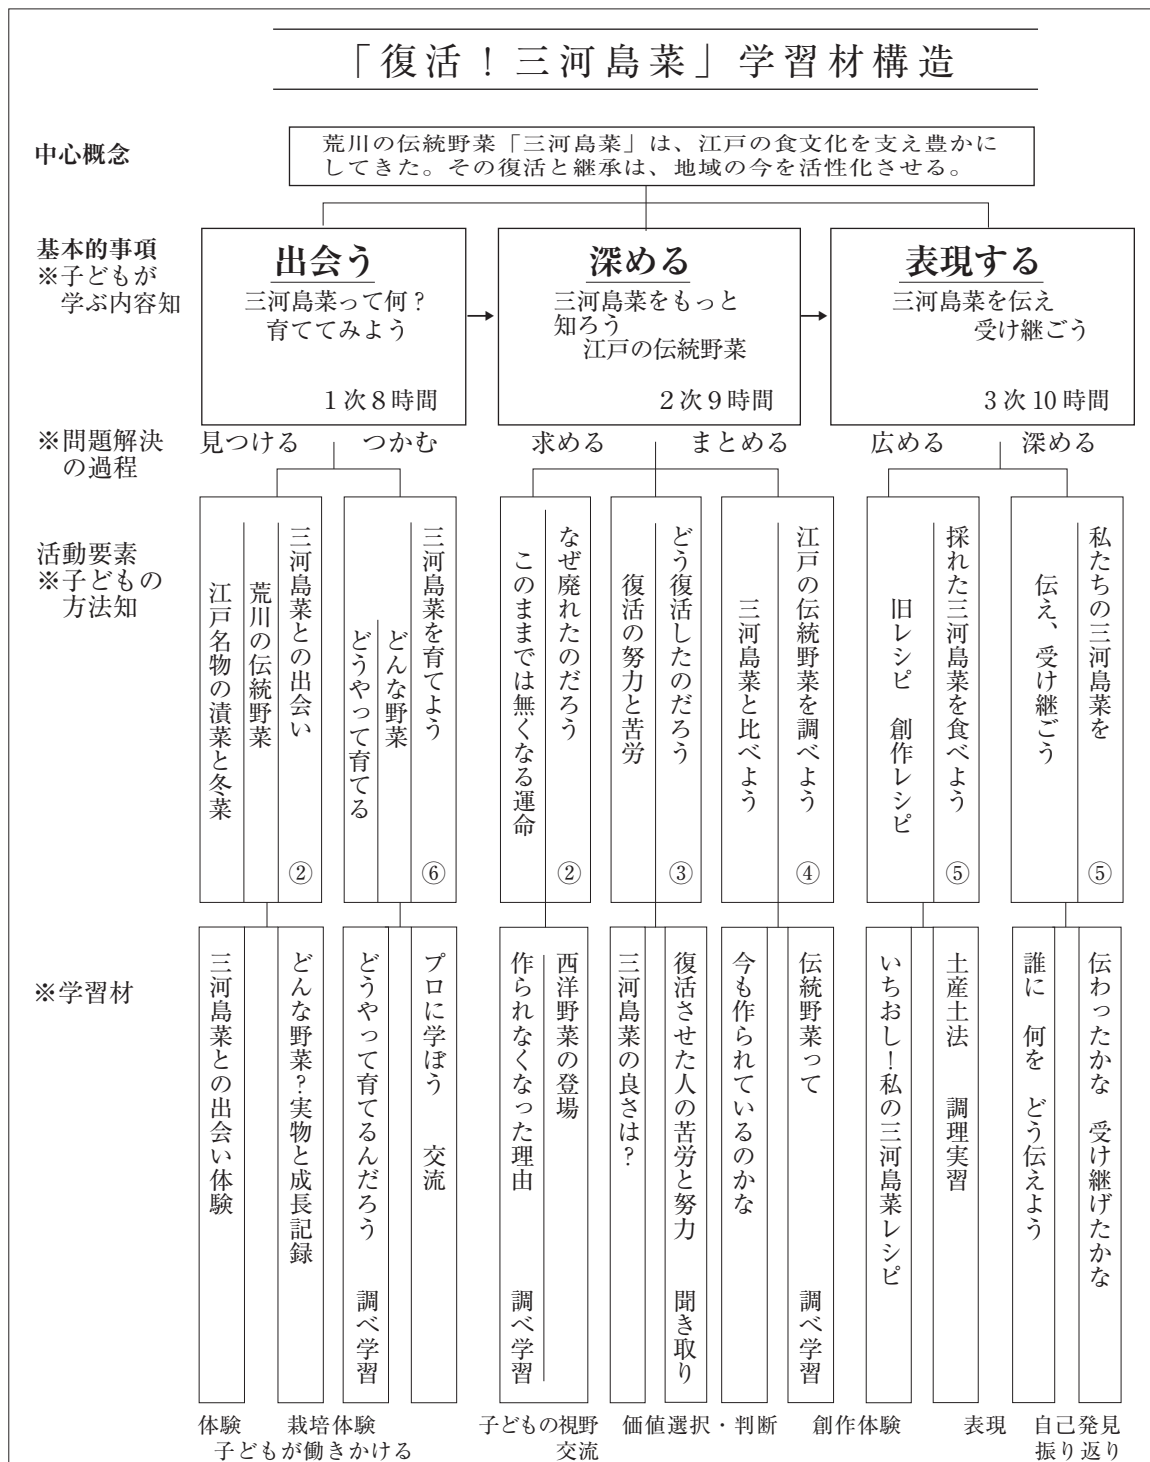 「復活！三河島菜」学習材構造
中心概念
荒川の伝統野菜「三河島菜」は、江戸の食文化を支え豊かに
してきた。その復活と継承は、地域の今を活性化させる。
基本的事項
※子どもが
学ぶ内容知
出会う
三河島菜って何？
育ててみよう
1次8時間
深める
三河島菜をもっと
知ろう
江戸の伝統野菜
2次9時間
表現する
三河島菜を伝え
受け継ごう
3次10時間
※問題解決
の過程
見つける
つかむ
求める
まとめる
広める
深める
活動要素
※子どもの
方法知
三河島菜との出会い ②
荒川の伝統野菜
江戸名物の漬菜と冬菜
三河島菜を育てよう ⑥
どんな野菜
どうやって育てる
なぜ廃れたのだろう ②
このままでは無くなる運命
どう復活したのだろう ③
復活の努力と苦労
江戸の伝統野菜を調べよう ④
三河島菜と比べよう
採れた三河島菜を食べよう ⑤
旧レシピ 創作レシピ
私たちの三河島菜を ⑤
伝え、受け継ごう
※学習材
三河島菜との出会い体験
どんな野菜？実物と成長記録
どうやって育てるんだろう 調べ学習
プロに学ぼう 交流
西洋野菜の登場
作られなくなった理由 調べ学習
三河島菜の良さは？
復活させた人の苦労と努力 聞き取り
今も作られているのかな
伝統野菜って 調べ学習
いちおし！私の三河島菜レシピ
土産土法 調理実習
誰に 何を どう伝えよう
伝わったかな 受け継げたかな
体験
栽培体験
子どもが働きかける
子どもの視野
交流
価値選択・判断
創作体験
表現
自己発見
振り返り